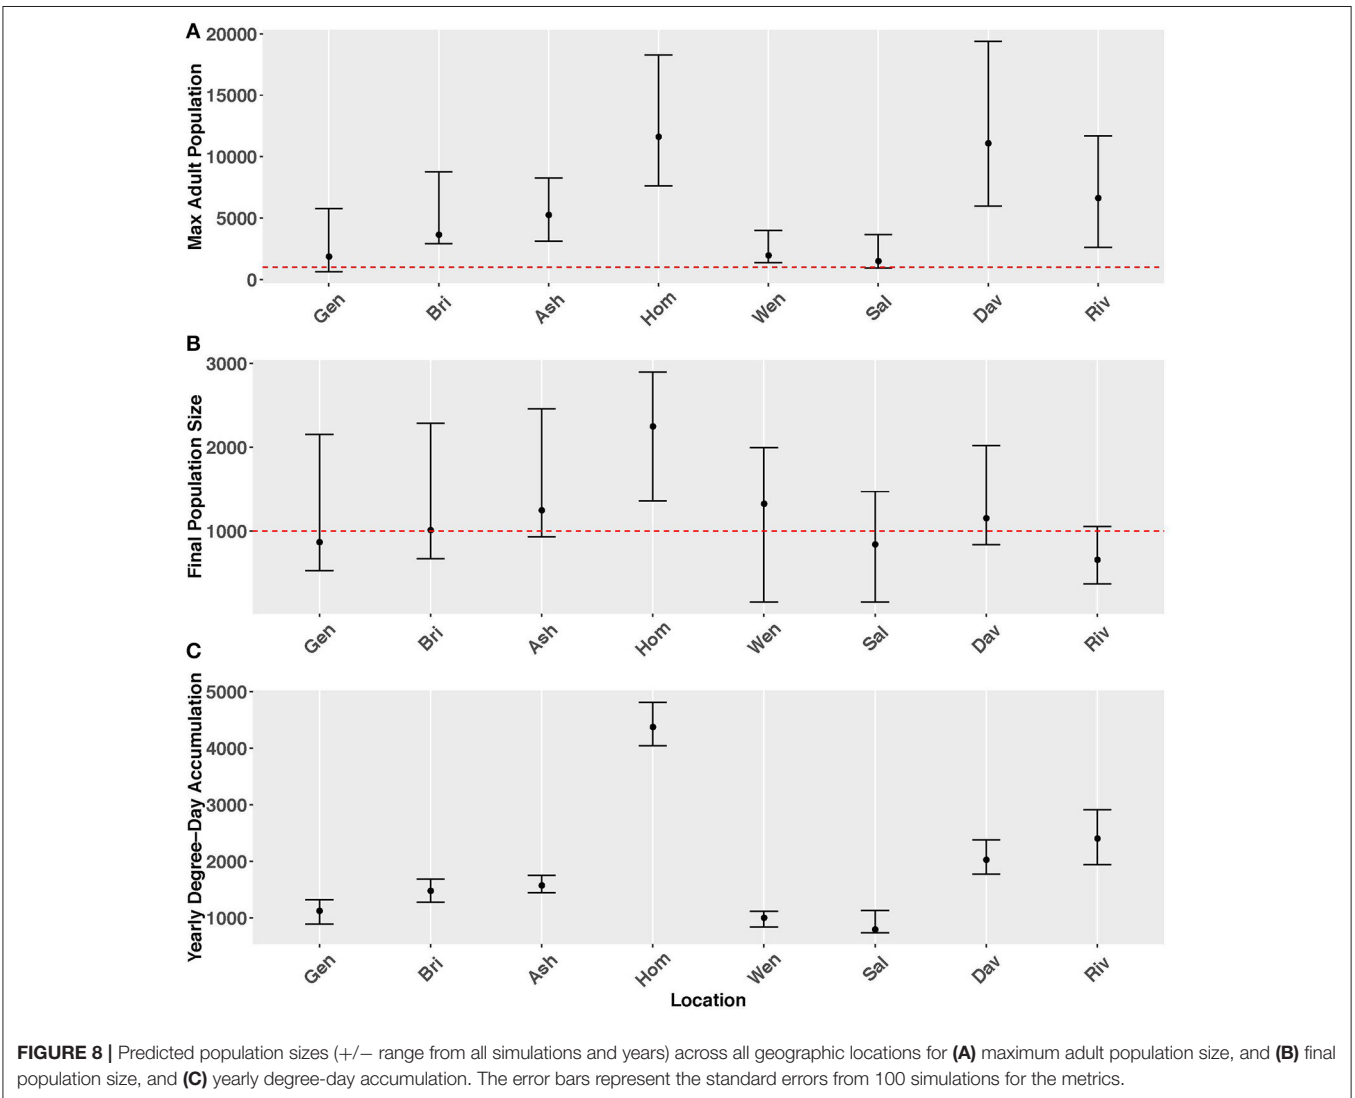 A
Max Adult Population
20000
15000
10000
5000
0
Gen Bri Ash Hom Wen Sal Dav Riv
B
Final Population Size
3000
2000
1000
Gen Bri Ash Hom Wen Sal Dav Riv
C
Yearly Degree–Day Accumulation
5000
4000
3000
2000
1000
Gen Bri Ash Hom Wen Sal Dav Riv
Location
FIGURE 8 | Predicted population sizes (+/− range from all simulations and years) across all geographic locations for (A) maximum adult population size, and (B) final
population size, and (C) yearly degree-day accumulation. The error bars represent the standard errors from 100 simulations for the metrics.